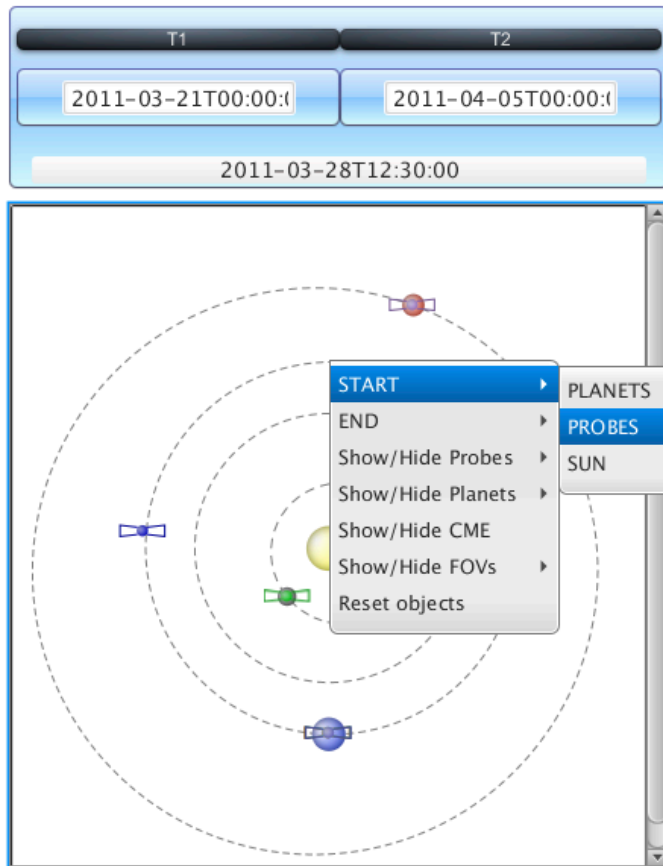 T1
T2
2011-03-21T00:00:(
2011-04-05T00:00:(
2011-03-28T12:30:00
START
END
Show/Hide Probes
Show/Hide Planets
Show/Hide CME
Show/Hide FOVs
Reset objects
PLANETS
PROBES
SUN